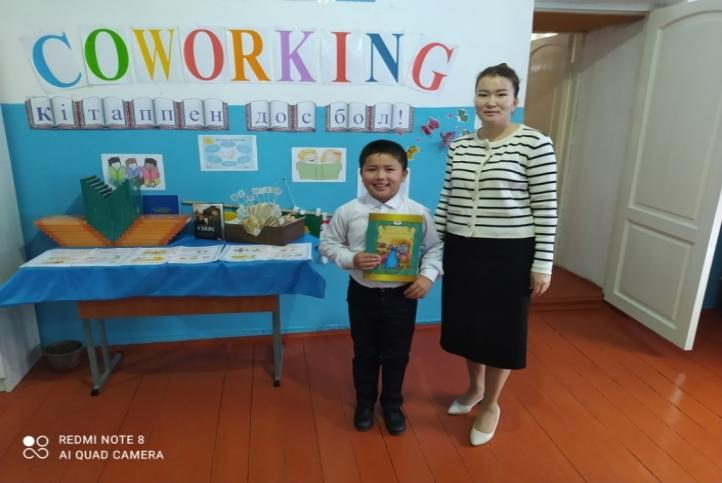 COWORKING
Кітаппен дос бол!
REDMI NOTE 8
AI QUAD CAMERA